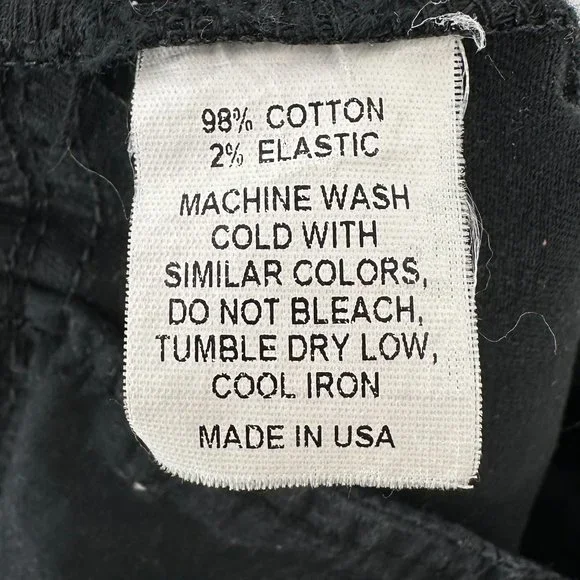 98% COTTON
2% ELASTIC
MACHINE WASH
COLD WITH
SIMILAR COLORS,
DO NOT BLEACH,
TUMBLE DRY LOW,
COOL IRON
MADE IN USA